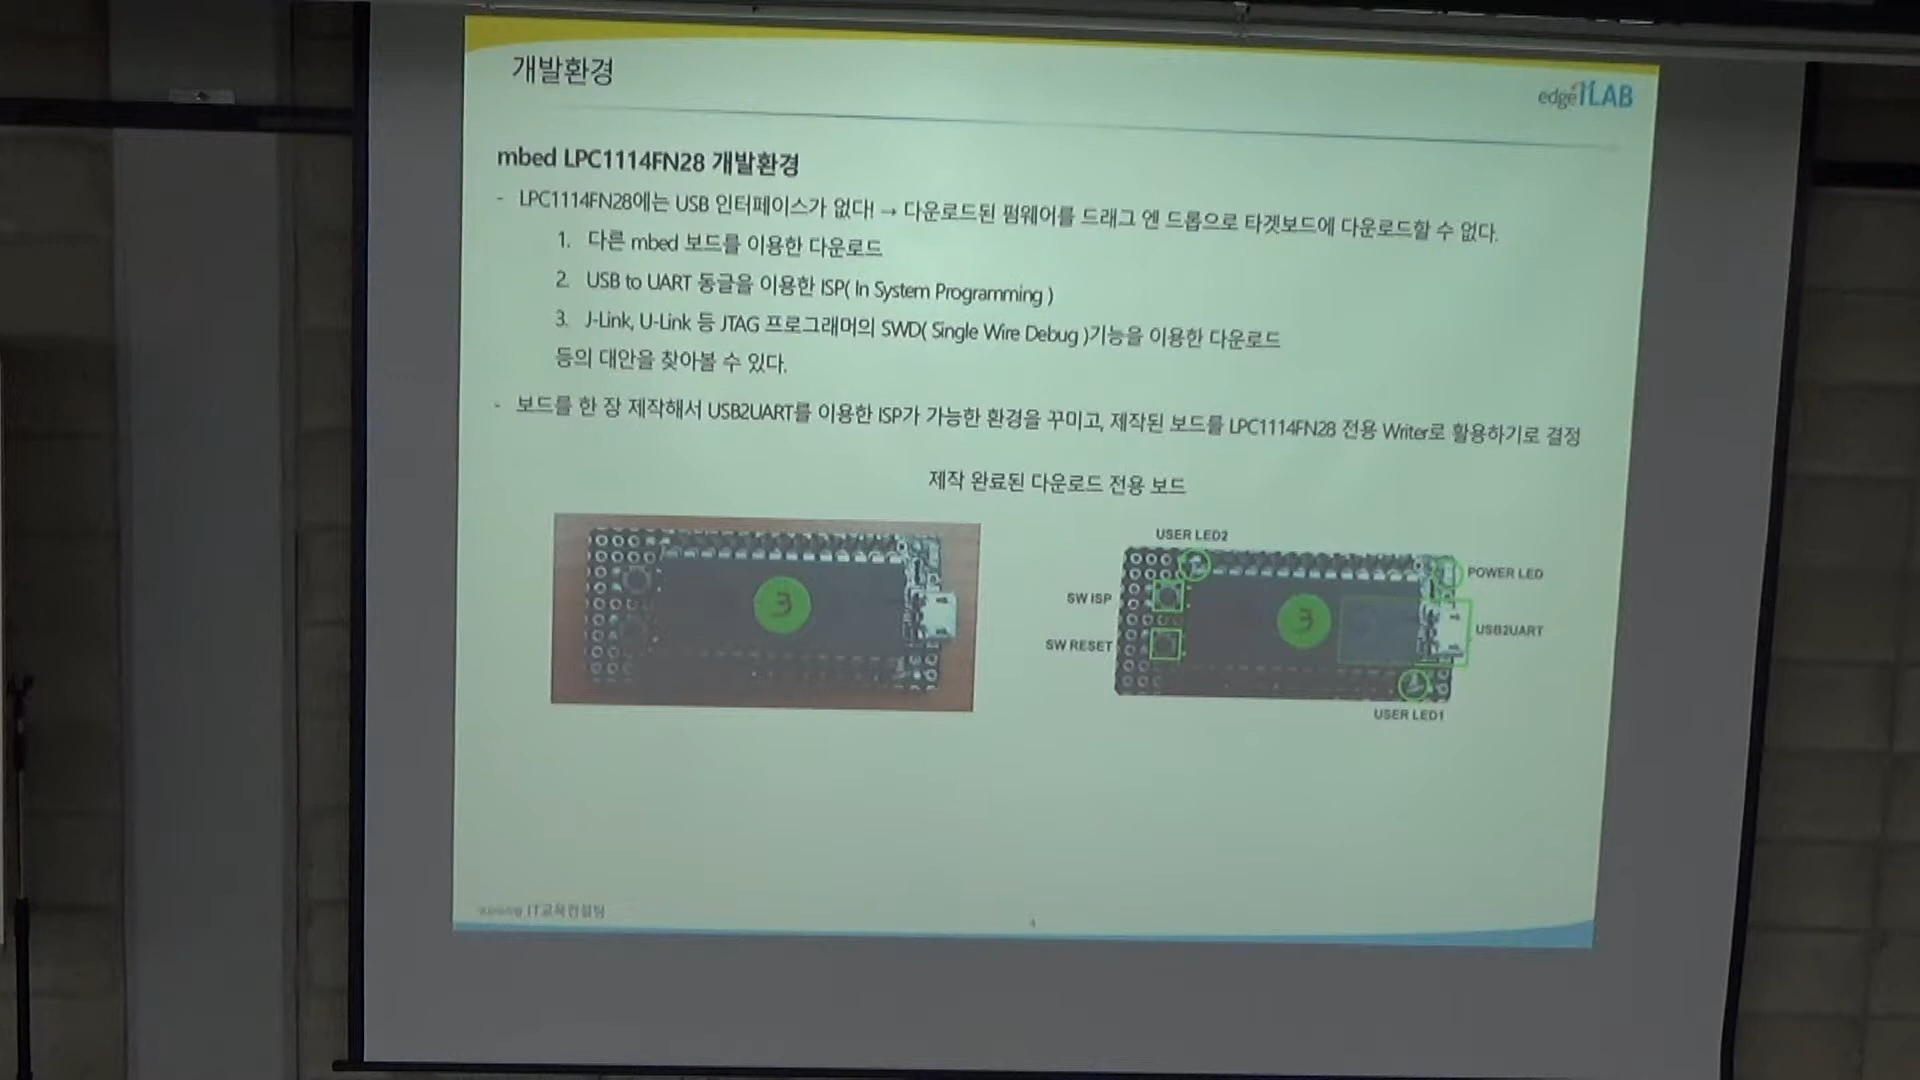 개발환경
edgeiLAB
mbed LPC1114FN28 개발환경
- LPC1114FN28에는 USB 인터페이스가 없다! → 다운로드된 펌웨어를 드래그 엔 드롭으로 타겟보드에 다운로드할 수 없다.
1. 다른 mbed 보드를 이용한 다운로드
2. USB to UART 동글을 이용한 ISP( In System Programming )
3. J-Link, U-Link 등 JTAG 프로그래머의 SWD( Single Wire Debug )기능을 이용한 다운로드
등의 대안을 찾아볼 수 있다.
- 보드를 한 장 제작해서 USB2UART를 이용한 ISP가 가능한 환경을 꾸미고, 제작된 보드를 LPC1114FN28 전용 Writer로 활용하기로 결정
제작 완료된 다운로드 전용 보드
3
USER LED2
POWER LED
SW ISP
3
USB2UART
SW RESET
USER LED1
IT교육컨설팅
4